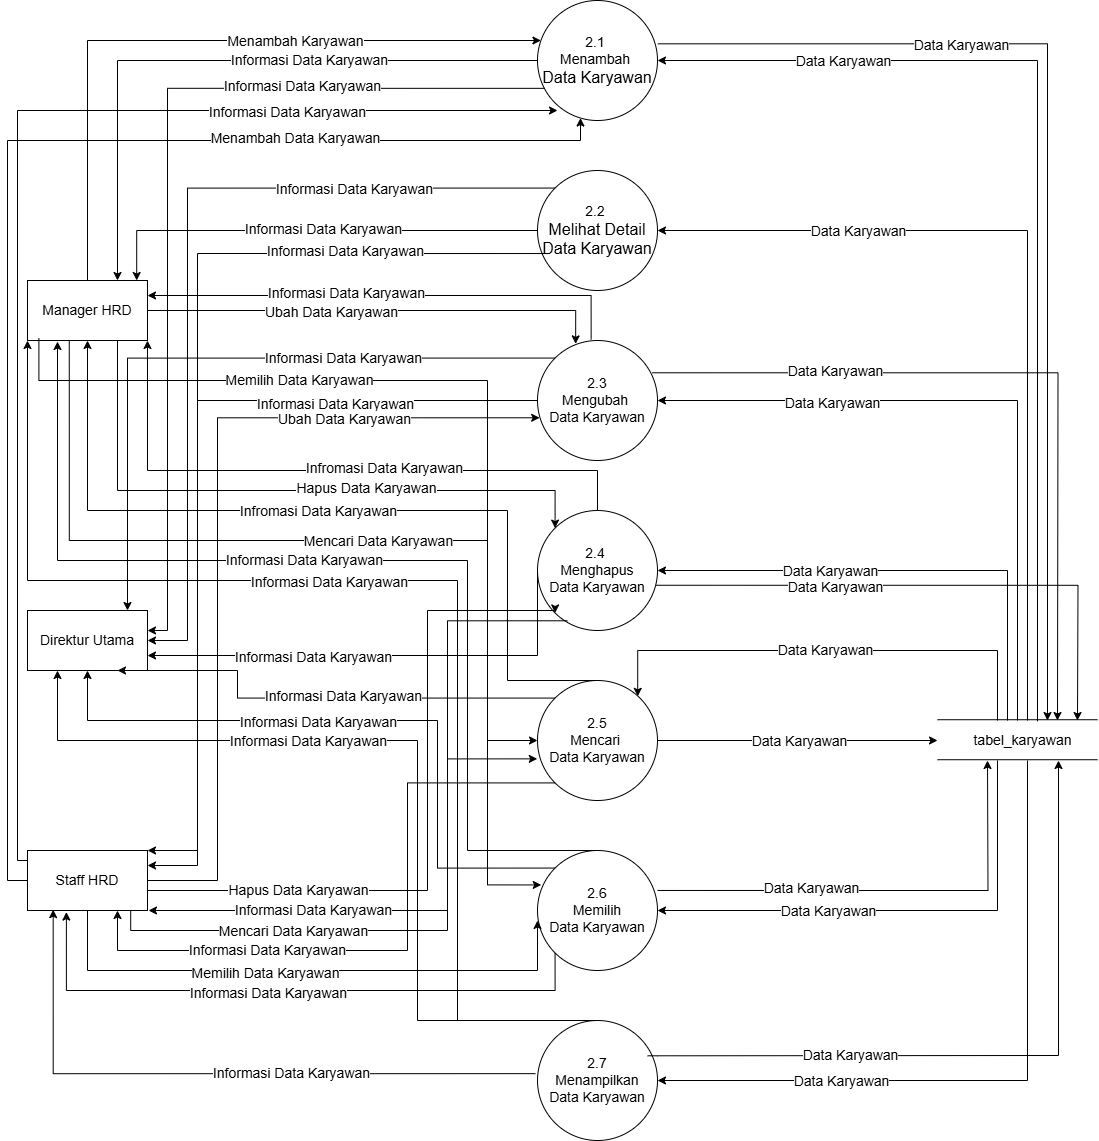 2.1
Menambah
Data Karyawan
Menambah Karyawan
Data Karyawan
Informasi Data Karyawan
Data Karyawan
Informasi Data Karyawan
Informasi Data Karyawan
Menambah Data Karyawan
Informasi Data Karyawan
2.2
Melihat Detail
Data Karyawan
Informasi Data Karyawan
Data Karyawan
Informasi Data Karyawan
Informasi Data Karyawan
Manager HRD
Ubah Data Karyawan
Informasi Data Karyawan
Data Karyawan
Memilih Data Karyawan
2.3
Mengubah
Data Karyawan
Informasi Data Karyawan
Data Karyawan
Ubah Data Karyawan
Infromasi Data Karyawan
Hapus Data Karyawan
Infromasi Data Karyawan
Mencari Data Karyawan
2.4
Menghapus
Data Karyawan
Informasi Data Karyawan
Data Karyawan
Informasi Data Karyawan
Data Karyawan
Direktur Utama
Data Karyawan
Informasi Data Karyawan
Informasi Data Karyawan
Informasi Data Karyawan
2.5
Mencari
Data Karyawan
Informasi Data Karyawan
Data Karyawan
tabel_karyawan
Staff HRD
Hapus Data Karyawan
2.6
Memilih
Data Karyawan
Data Karyawan
Informasi Data Karyawan
Data Karyawan
Mencari Data Karyawan
Informasi Data Karyawan
Memilih Data Karyawan
Informasi Data Karyawan
2.7
Menampilkan
Data Karyawan
Data Karyawan
Informasi Data Karyawan
Data Karyawan